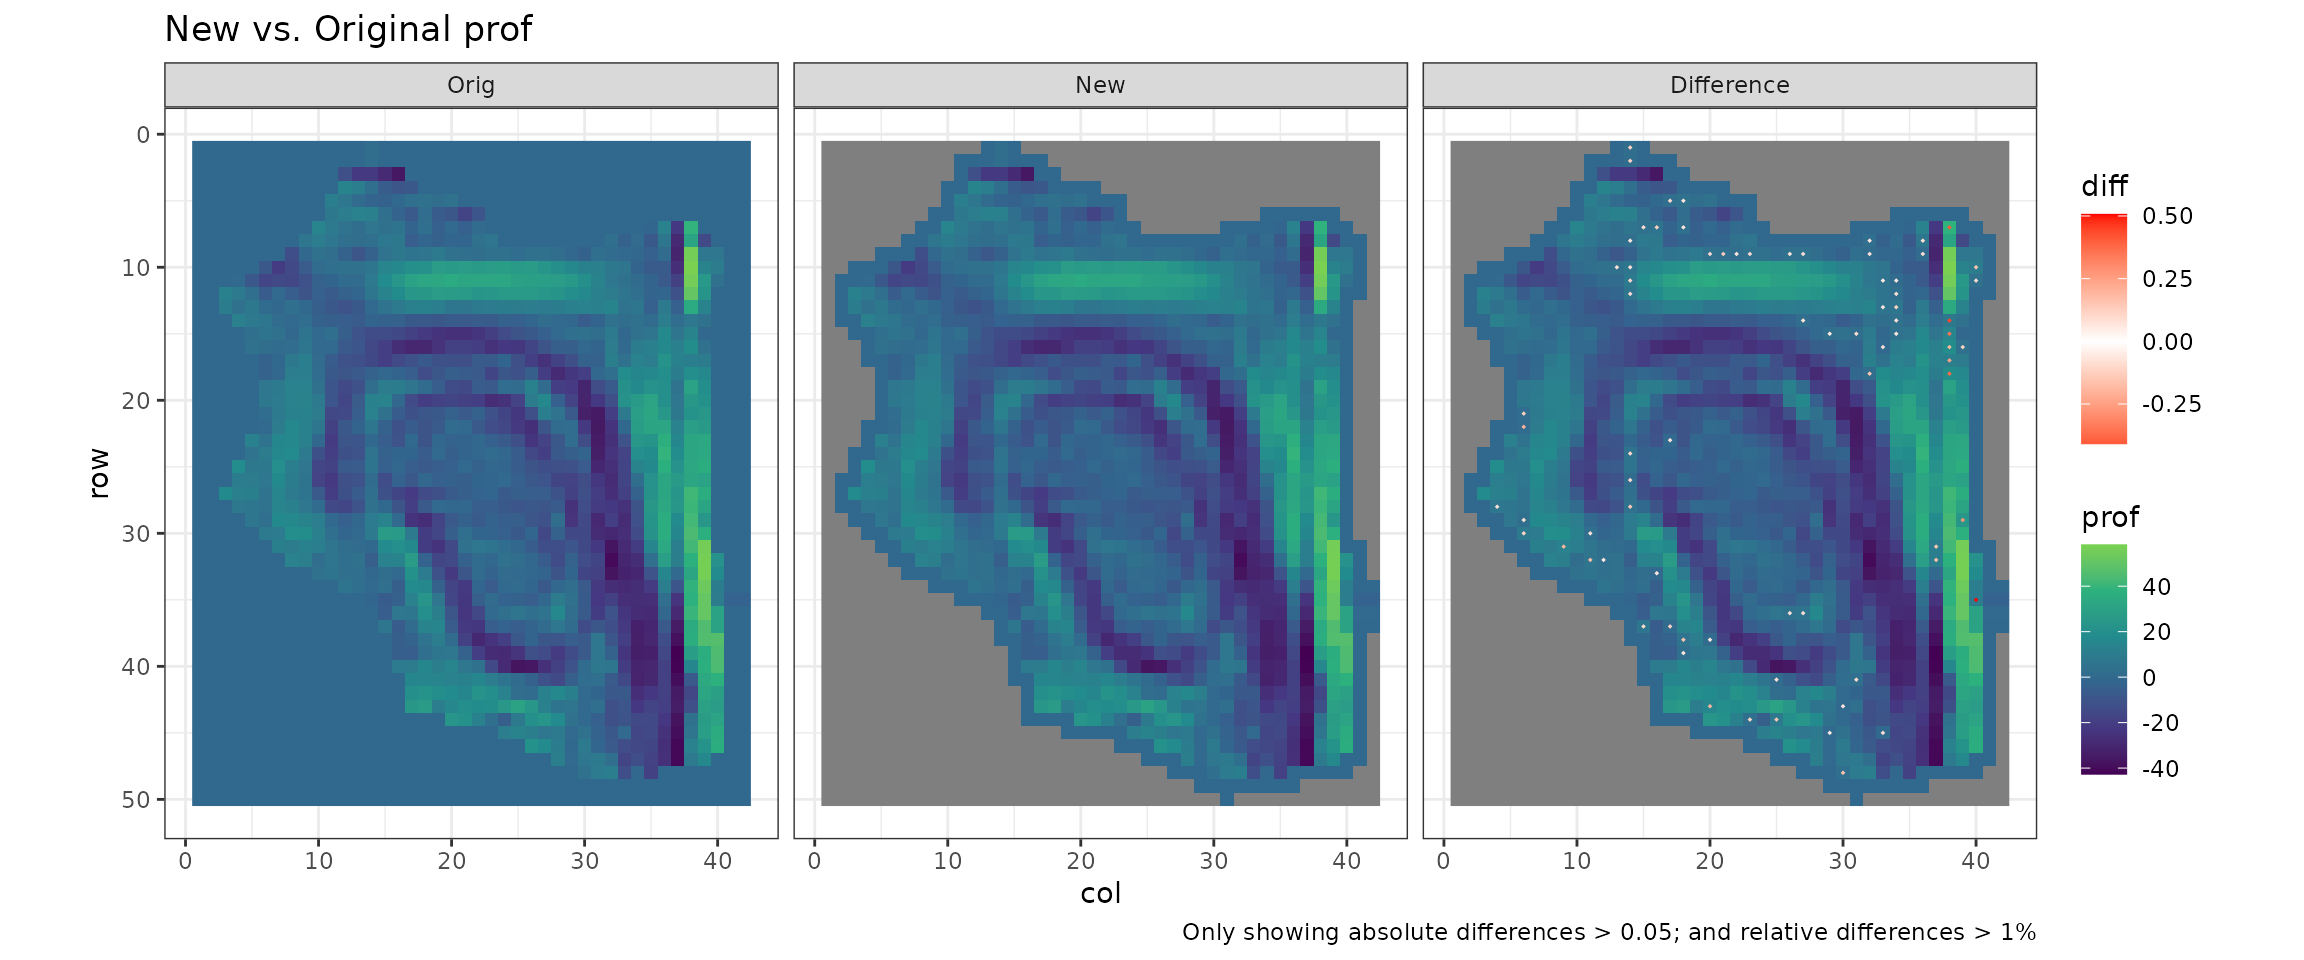 New vs. Original prof
Orig
New
Difference
0
10
20
30
40
50
row
0 10 20 30 40
0 10 20 30 40
0 10 20 30 40
col
diff
0.50
0.25
0.00
-0.25
prof
40
20
0
-20
-40
Only showing absolute differences > 0.05; and relative differences > 1%